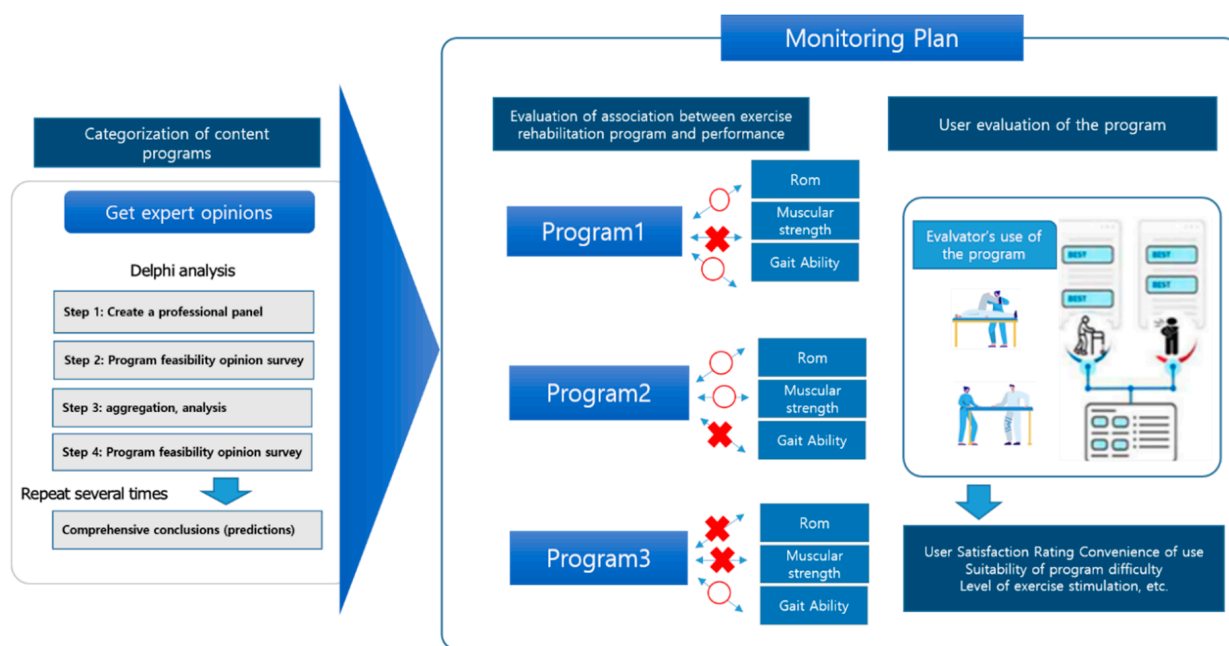 Monitoring Plan
Categorization of content
programs
Get expert opinions
Delphi analysis
Step 1: Create a professional panel
Step 2: Program feasibility opinion survey
Step 3: aggregation, analysis
Step 4: Program feasibility opinion survey
Repeat several times
Comprehensive conclusions (predictions)
Evaluation of association between exercise
rehabilitation program and performance
Program1
Rom
Muscular
strength
Gait Ability
Program2
Rom
Muscular
strength
Gait Ability
Program3
Rom
Muscular
strength
Gait Ability
User evaluation of the program
Evalvator's use of
the program
BEST
BEST
BEST
BEST
User Satisfaction Rating Convenience of use
Suitability of program difficulty
Level of exercise stimulation, etc.